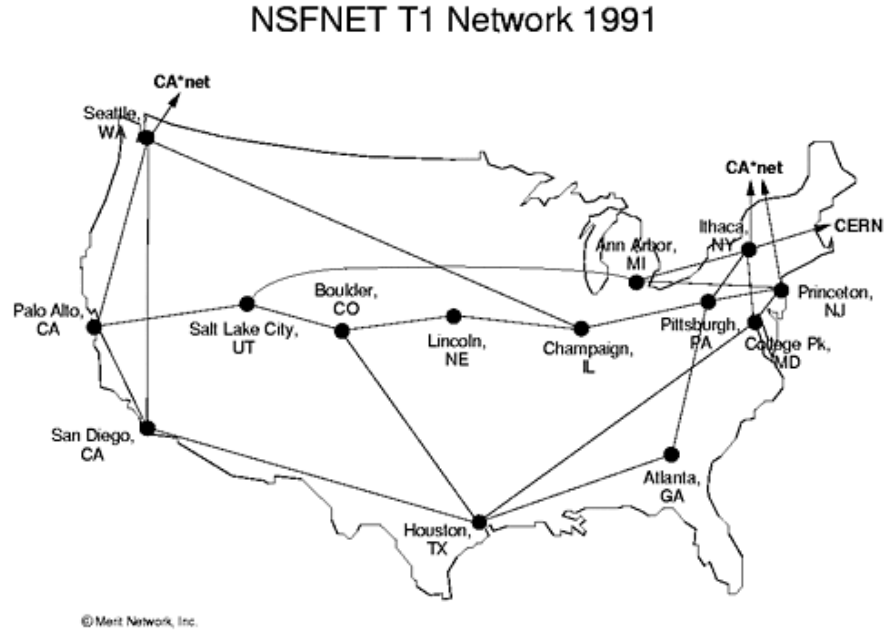 NSFNET T1 Network 1991
CA*net
Seattle,
WA
CA*net
Ithaca,
NY
CERN
Ann Arbor,
MI
Boulder,
CO
Palo Alto,
CA
Salt Lake City,
UT
Lincoln,
NE
Champaign,
IL
Pittsburgh,
PA
Princeton,
NJ
College Pk,
MD
San Diego,
CA
Atlanta,
GA
Houston,
TX
© Merit Network, Inc.